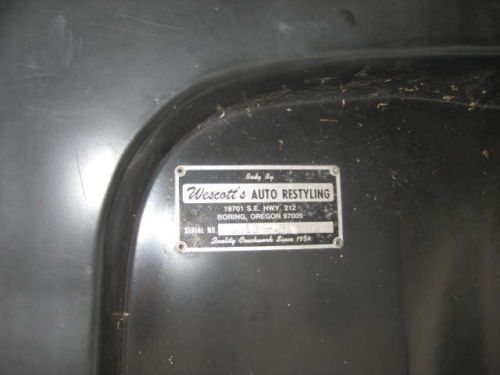 Body By
Wescott's AUTO RESTYLING
19701 S.E. HWY. 212
BORING, OREGON 97009
SERIAL NO.
Quality Coachwork Since 1954